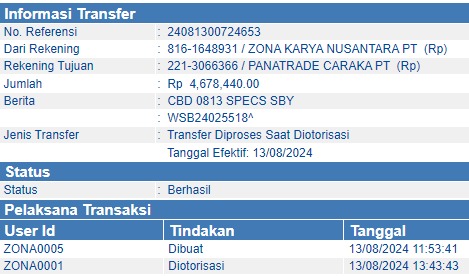 Informasi Transfer
No. Referensi : 24081300724653
Dari Rekening : 816-1648931 / ZONA KARYA NUSANTARA PT (Rp)
Rekening Tujuan : 221-3066366 / PANATRADE CARAKA PT (Rp)
Jumlah : Rp 4,678,440.00
Berita : CBD 0813 SPECS SBY
: WSB24025518^
Jenis Transfer : Transfer Diproses Saat Diotorisasi
Tanggal Efektif: 13/08/2024
Status
Status : Berhasil
Pelaksana Transaksi
User Id Tindakan Tanggal
ZONA0005 Dibuat 13/08/2024 11:53:41
ZONA0001 Diotorisasi 13/08/2024 13:43:43